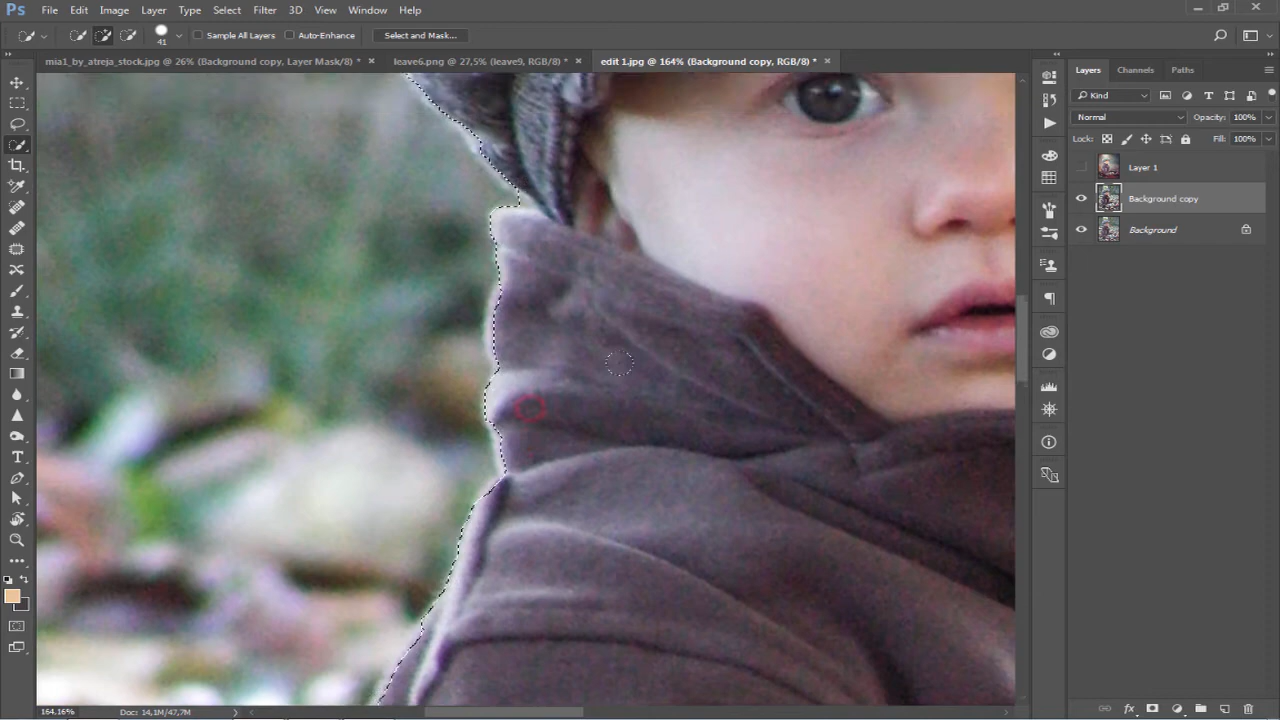 Ps File Edit Image Layer Type Select Filter 3D View Window Help
41 Sample All Layers Auto-Enhance Select and Mask...
mia1_by_atreja_stock.jpg @ 26% (Background copy, Layer Mask/8) * × leave6.png @ 27,5% (leave9, RGB/8) * × edit 1.jpg @ 164% (Background copy, RGB/8) * ×
Layers Channels Paths
Kind
Normal Opacity: 100%
Lock: Fill: 100%
Layer 1
Background copy
Background
164,16% Doc: 14,1M/47,7M